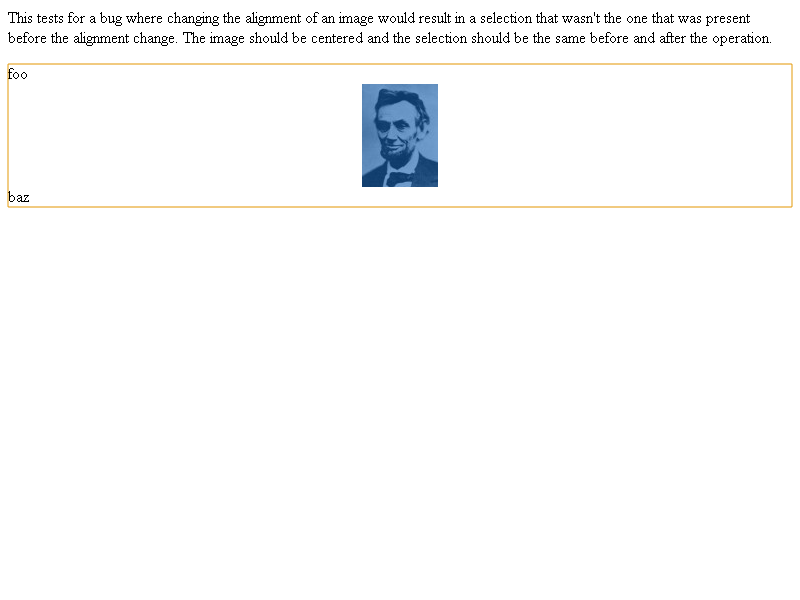 This tests for a bug where changing the alignment of an image would result in a selection that wasn't the one that was present
before the alignment change. The image should be centered and the selection should be the same before and after the operation.
foo
baz